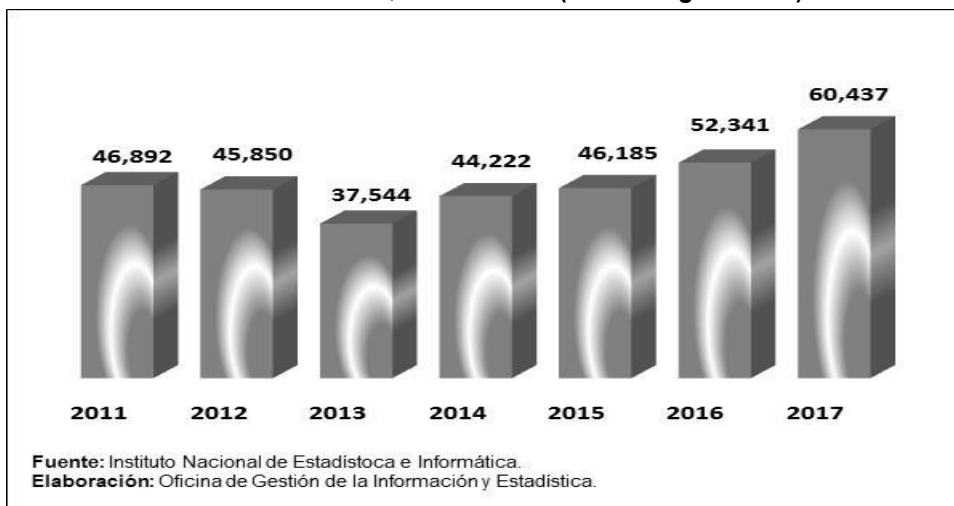 46,892 45,850 37,544 44,222 46,185 52,341 60,437
2011 2012 2013 2014 2015 2016 2017
Fuente: Instituto Nacional de Estadístoca e Informática.
Elaboración: Oficina de Gestión de la Información y Estadística.